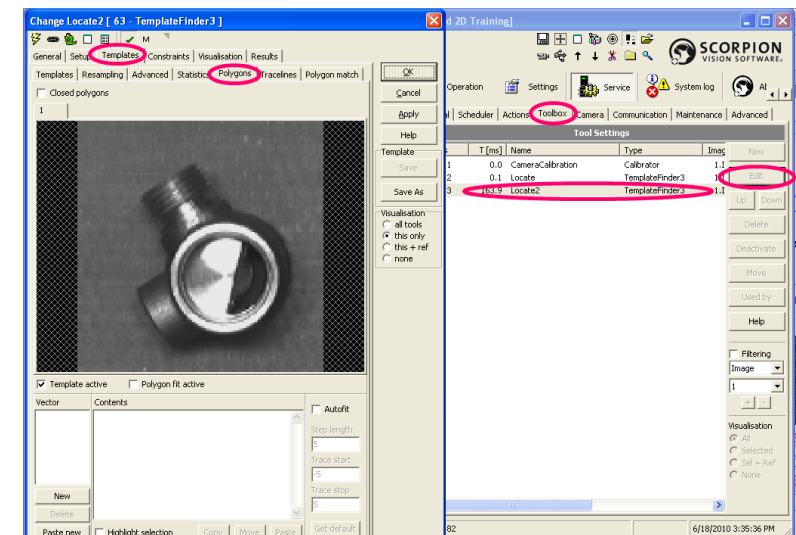 Change Locate2 [ 63 - TemplateFinder3 ]
M
General Setup Templates Constraints Visualisation Results
Templates Resampling Advanced Statistics Polygons Tracelines Polygon match
Closed polygons
1
OK
Cancel
Apply
Help
Template
Save
Save As
Visualisation
all tools
this only
this + ref
none
Template active Polygon fit active
Vector Contents
Autofit
Step length
5
Trace start
-5
Trace stop
5
Get default
New
Delete
Paste new Highlight selection Copy Move Paste
d 2D Training]
SCORPION
VISION SOFTWARE.
Operation Settings Service System log
Scheduler Actions Toolbox Camera Communication Maintenance Advanced
Tool Settings
T [ms] Name Type Imag
1 0.0 CameraCalibration Calibrator 1.I
2 0.1 Locate TemplateFinder3
3 163.9 Locate2 TemplateFinder3 1.I
New
Edit
Up Down
Delete
Deactivate
Move
Used by
Help
Filtering
Image
1
+ -
Visualisation
All
Selected
Sel + Ref
None
82
6/18/2010 3:35:36 PM